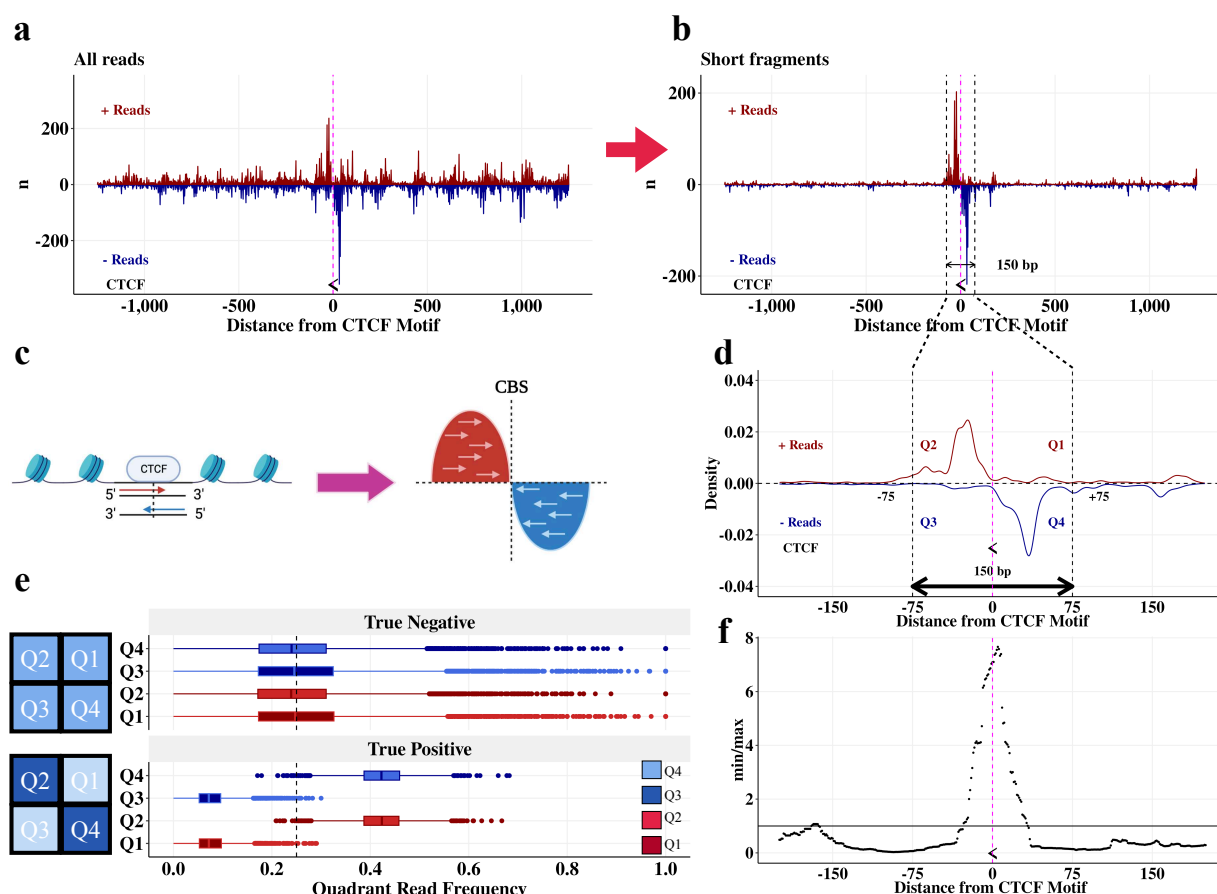 a
All reads
+ Reads
- Reads
CTCF
n
200
0
-200
-1,000
-500
0
500
1,000
Distance from CTCF Motif
b
Short fragments
+ Reads
- Reads
CTCF
150 bp
n
200
0
-200
-1,000
-500
0
500
1,000
Distance from CTCF Motif
c
CTCF
5'
3'
3'
5'
CBS
d
0.04
0.02
0.00
-0.02
-0.04
Density
+ Reads
Q2
Q1
-75
+75
- Reads
Q3
Q4
CTCF
150 bp
-150
-75
0
75
150
Distance from CTCF Motif
e
Q2
Q1
Q3
Q4
True Negative
Q4
Q3
Q2
Q1
Q2
Q1
Q3
Q4
True Positive
Q4
Q3
Q2
Q1
Q4
Q3
Q2
Q1
0.0
0.2
0.4
0.6
0.8
1.0
Quadrant Read Frequency
f
8
6
4
2
1
0
min/max
-150
-75
0
75
150
Distance from CTCF Motif